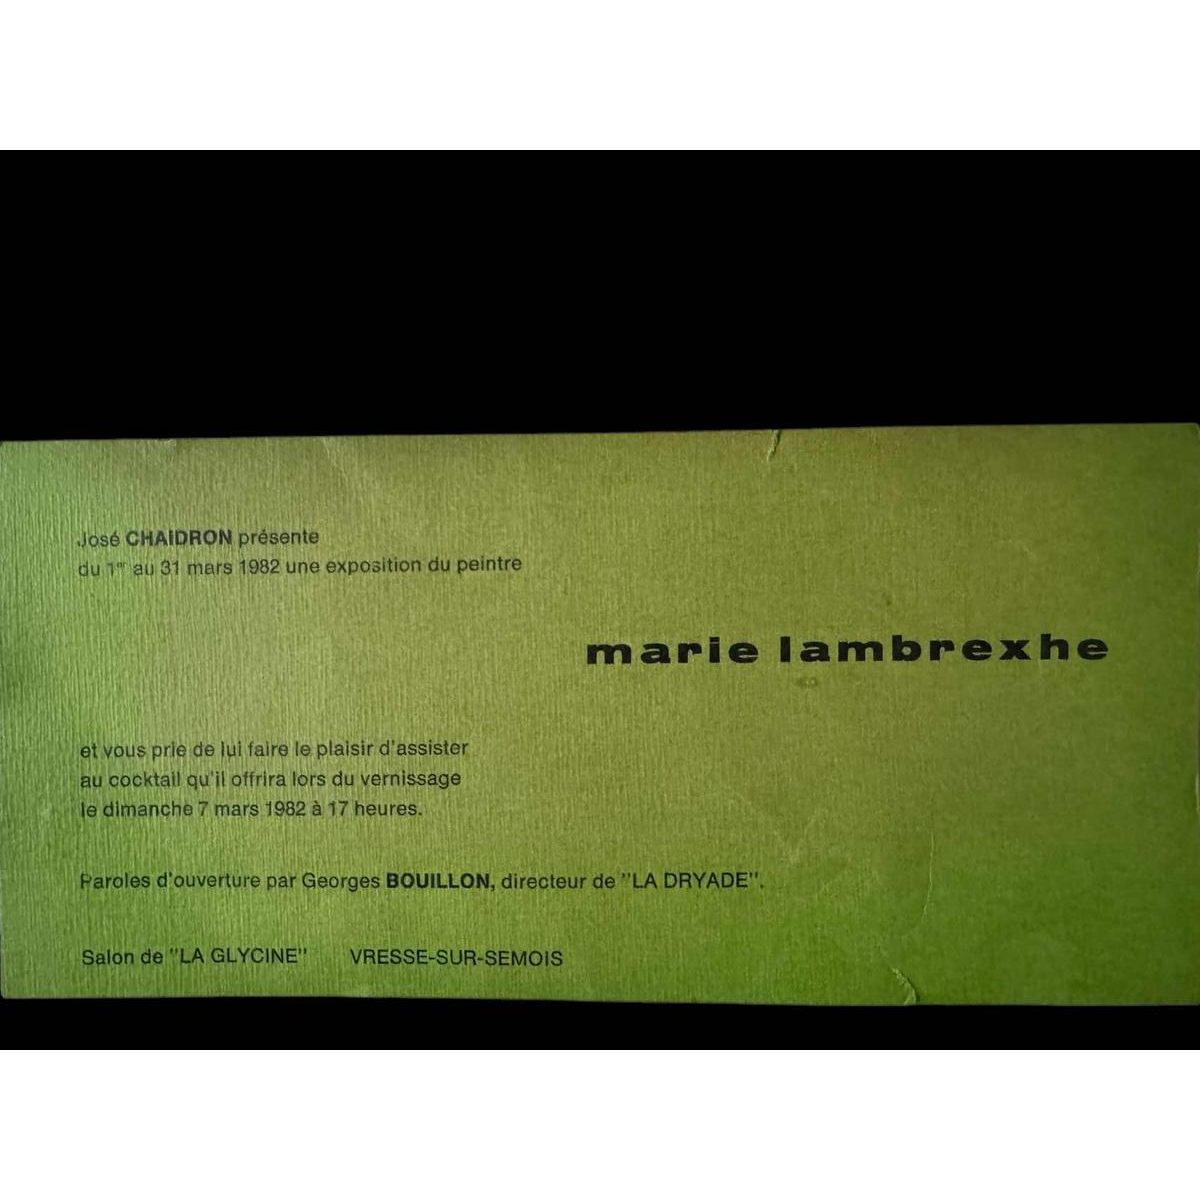 José CHAIDRON présente
du 1er au 31 mars 1982 une exposition du peintre
marie lambrexhe
et vous prie de lui faire le plaisir d'assister
au cocktail qu'il offrira lors du vernissage
le dimanche 7 mars 1982 à 17 heures.
Paroles d'ouverture par Georges BOUILLON, directeur de "LA DRYADE".
Salon de "LA GLYCINE" VRESSE-SUR-SEMOIS